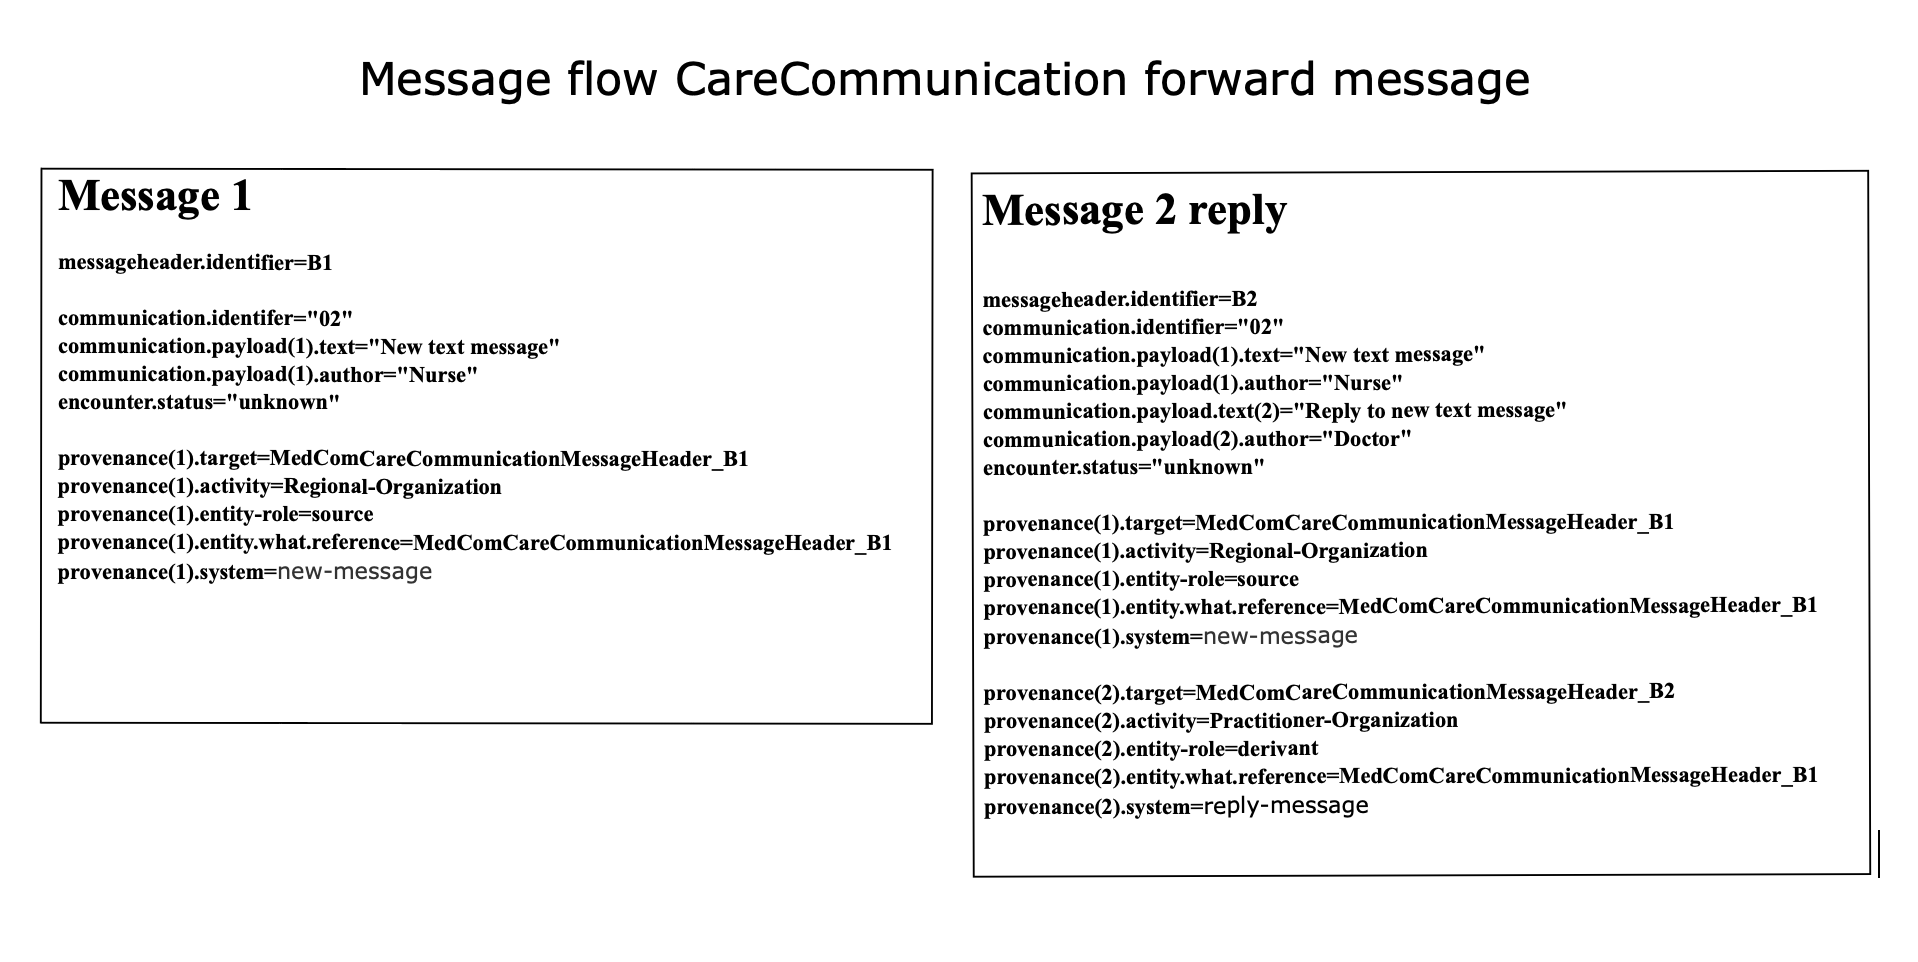 Message flow CareCommunication forward message
Message 1
messageheader.identifier=B1
communication.identifer="02"
communication.payload(1).text="New text message"
communication.payload(1).author="Nurse"
encounter.status="unknown"
provenance(1).target=MedComCareCommunicationMessageHeader_B1
provenance(1).activity=Regional-Organization
provenance(1).entity-role=source
provenance(1).entity.what.reference=MedComCareCommunicationMessageHeader_B1
provenance(1).system=new-message
Message 2 reply
messageheader.identifier=B2
communication.identifier="02"
communication.payload(1).text="New text message"
communication.payload(1).author="Nurse"
communication.payload.text(2)="Reply to new text message"
communication.payload(2).author="Doctor"
encounter.status="unknown"
provenance(1).target=MedComCareCommunicationMessageHeader_B1
provenance(1).activity=Regional-Organization
provenance(1).entity-role=source
provenance(1).entity.what.reference=MedComCareCommunicationMessageHeader_B1
provenance(1).system=new-message
provenance(2).target=MedComCareCommunicationMessageHeader_B2
provenance(2).activity=Practitioner-Organization
provenance(2).entity-role=derivant
provenance(2).entity.what.reference=MedComCareCommunicationMessageHeader_B1
provenance(2).system=reply-message